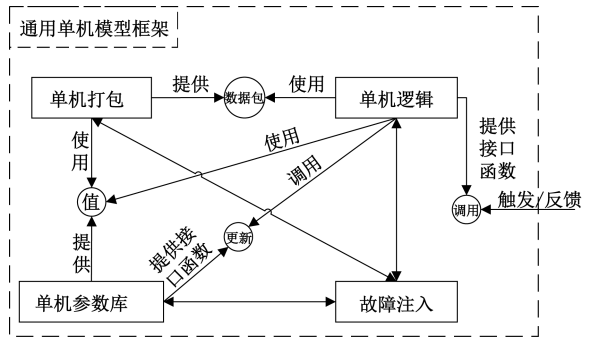 通用单机模型框架
单机打包
提供
数据包
使用
单机逻辑
使用
使用
调用
提供
接口
函数
值
调用
触发/反馈
提供
更新
提供接
口函数
单机参数库
故障注入